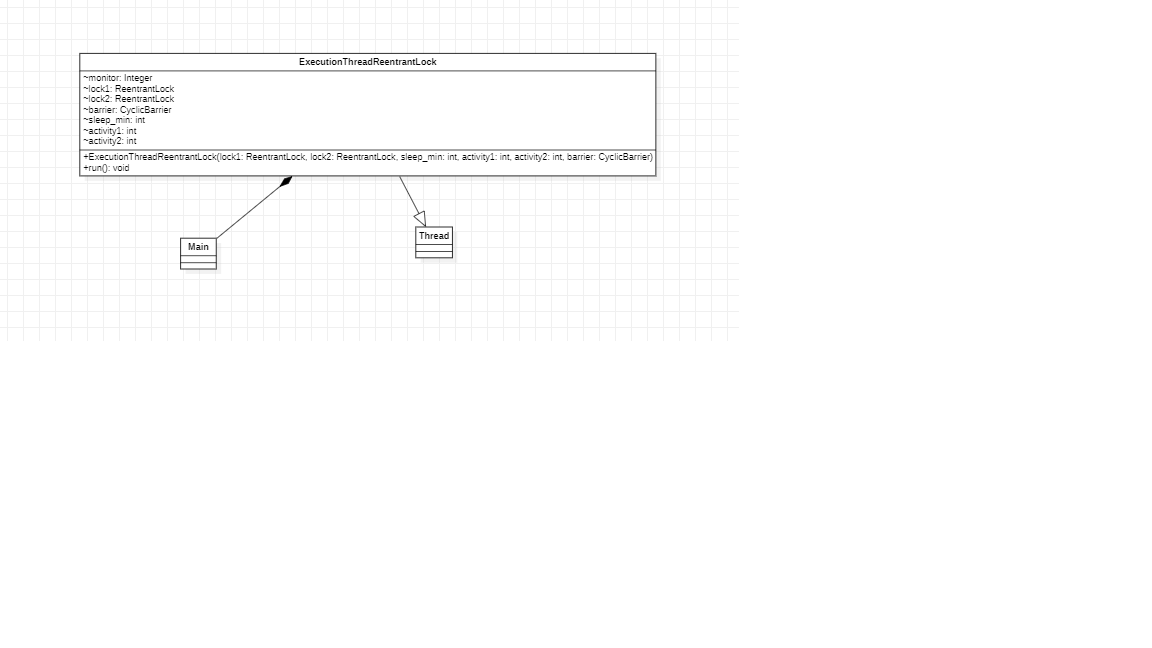 ExecutionThreadReentrantLock
~monitor: Integer
~lock1: ReentrantLock
~lock2: ReentrantLock
~barrier: CyclicBarrier
~sleep_min: int
~activity1: int
~activity2: int
+ExecutionThreadReentrantLock(lock1: ReentrantLock, lock2: ReentrantLock, sleep_min: int, activity1: int, activity2: int, barrier: CyclicBarrier)
+run(): void
Main
Thread